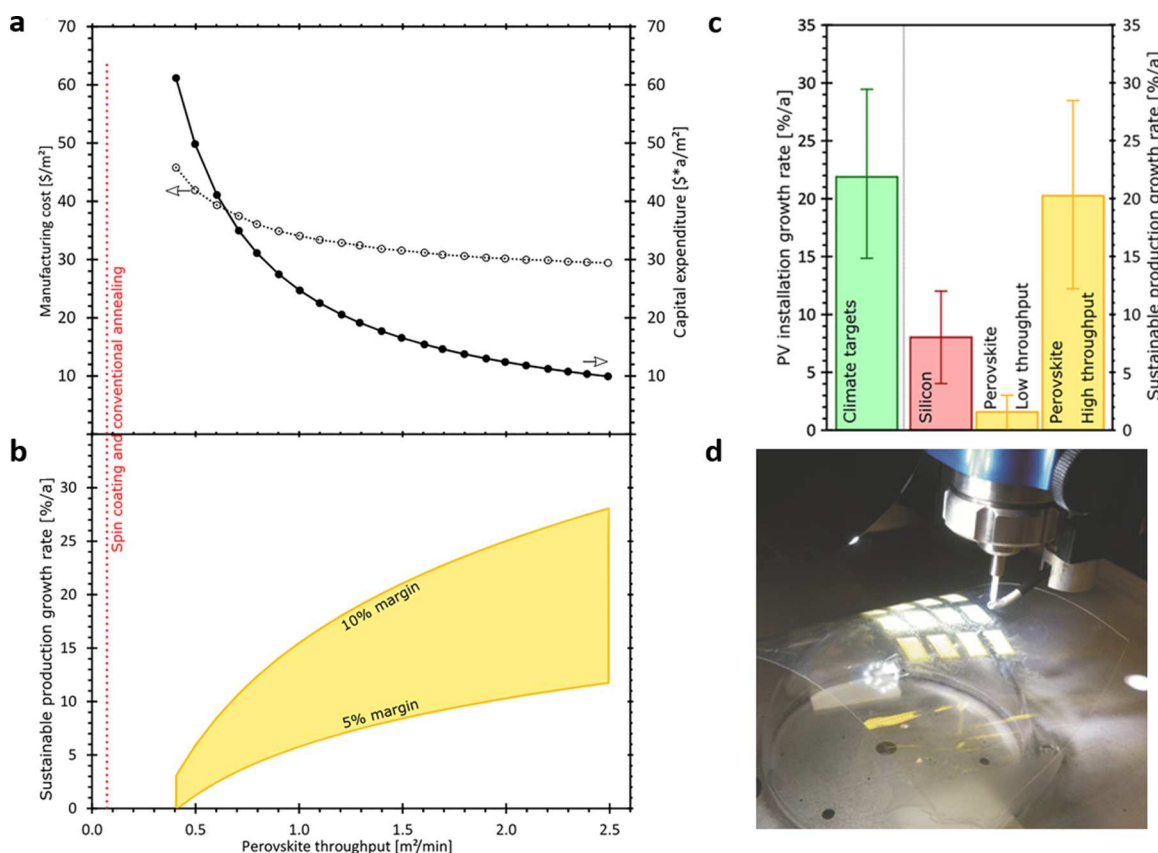 a
70
60
50
40
30
20
10
Manufacturing cost [$/m²]
70
60
50
40
30
20
10
Capital expenditure [$*a/m²]
Spin coating and conventional annealing
b
30
25
20
15
10
5
0
Sustainable production growth rate [%/a]
10% margin
5% margin
0.0 0.5 1.0 1.5 2.0 2.5
Perovskite throughput [m²/min]
c
35
30
25
20
15
10
5
0
PV installation growth rate [%/a]
Climate targets
Silicon
Perovskite
Low throughput
Perovskite
High throughput
35
30
25
20
15
10
5
0
Sustainable production growth rate [%/a]
d